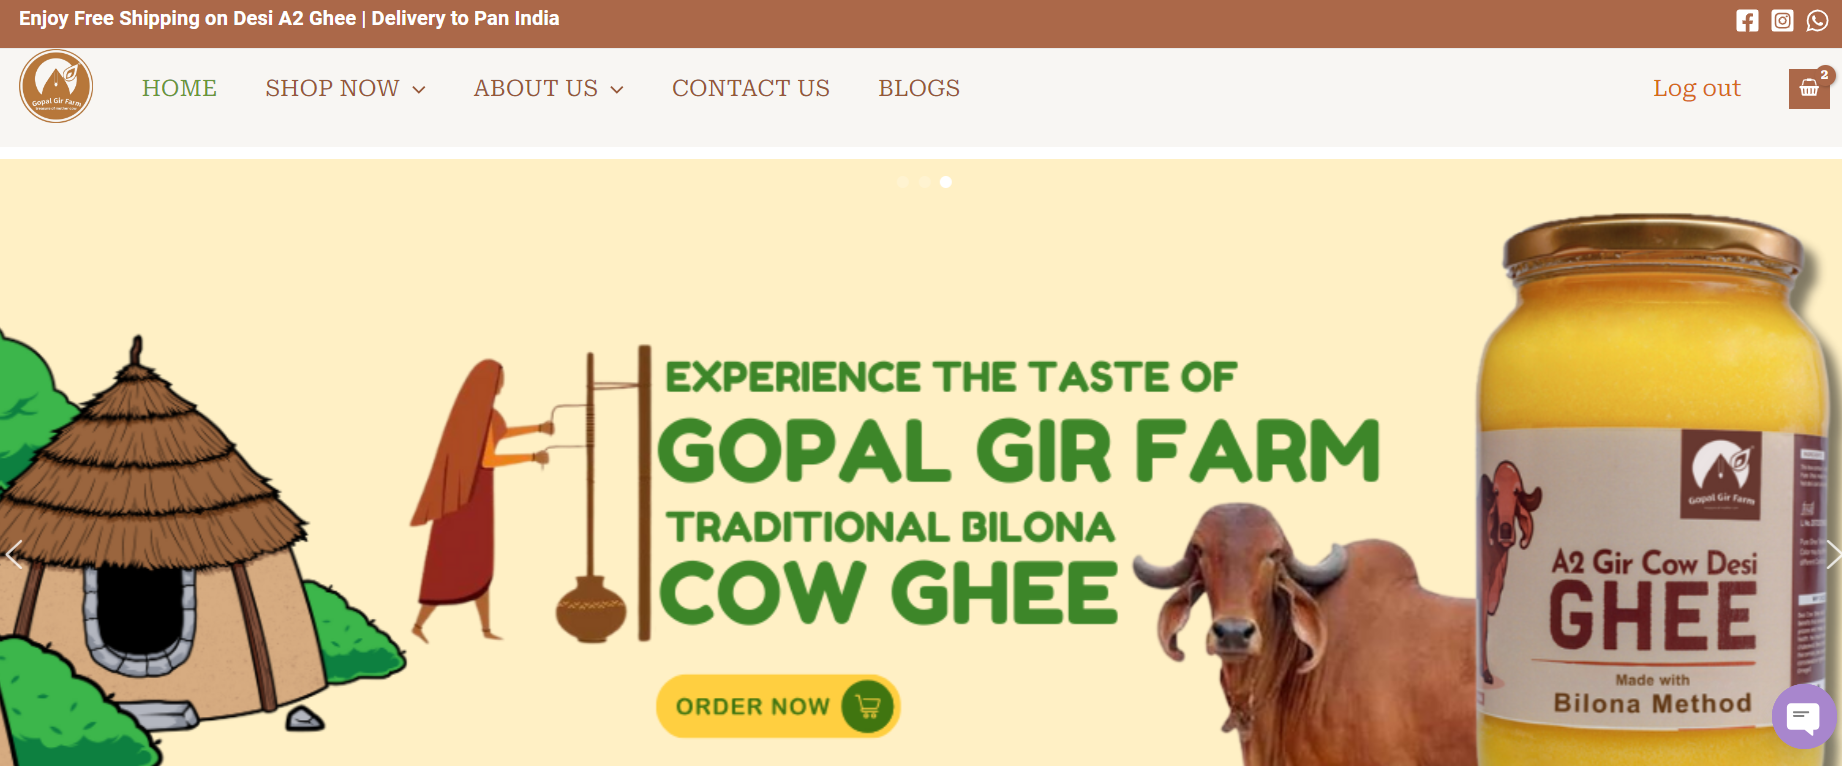 Enjoy Free Shipping on Desi A2 Ghee | Delivery to Pan India
Gopal Gir Farm
HOME
SHOP NOW
ABOUT US
CONTACT US
BLOGS
Log out
2
EXPERIENCE THE TASTE OF
GOPAL GIR FARM
TRADITIONAL BILONA
COW GHEE
ORDER NOW
Gopal Gir Farm
A2 Gir Cow Desi
GHEE
Made with
Bilona Method